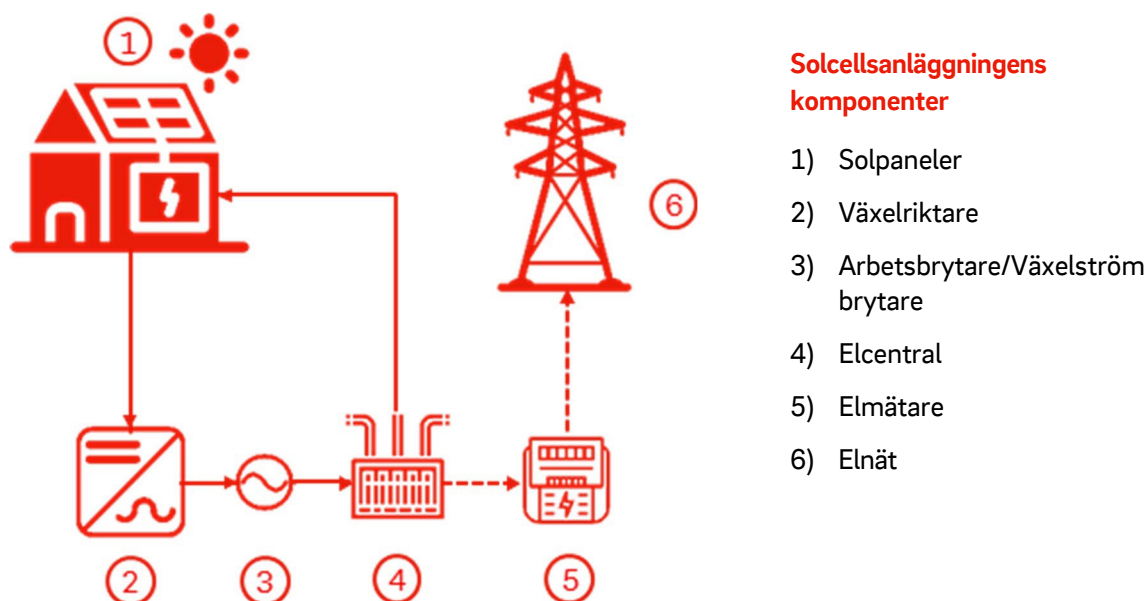 1
6
2
3
4
5
Solcellsanläggningens
komponenter
1) Solpaneler
2) Växelriktare
3) Arbetsbrytare/Växelström
brytare
4) Elcentral
5) Elmätare
6) Elnät